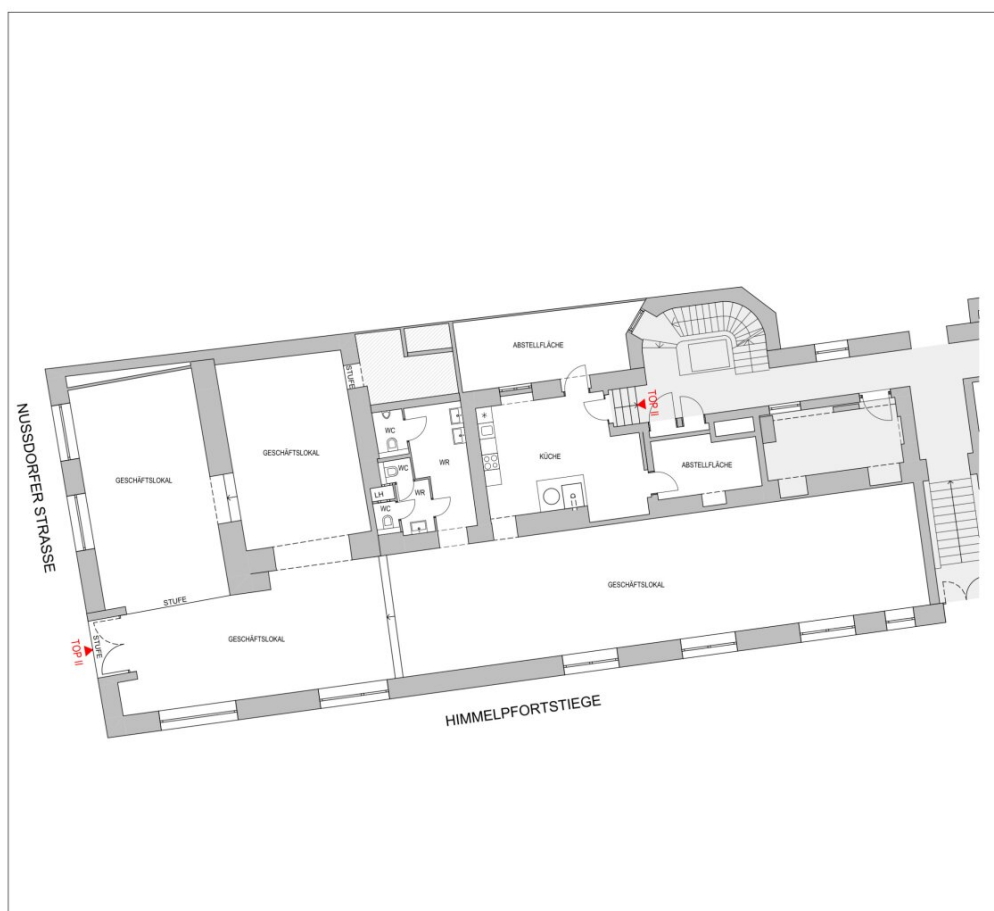 ABSTELLFLÄCHE
STUFE
TOP II
NUSSDORFER STRASSE
WC
GESCHÄFTSLOKAL
KÜCHE
WR
ABSTELLFLÄCHE
WC
GESCHÄFTSLOKAL
LH
WR
WC
GESCHÄFTSLOKAL
STUFE
GESCHÄFTSLOKAL
STUFE
TOP II
HIMMELPFORTSTIEGE